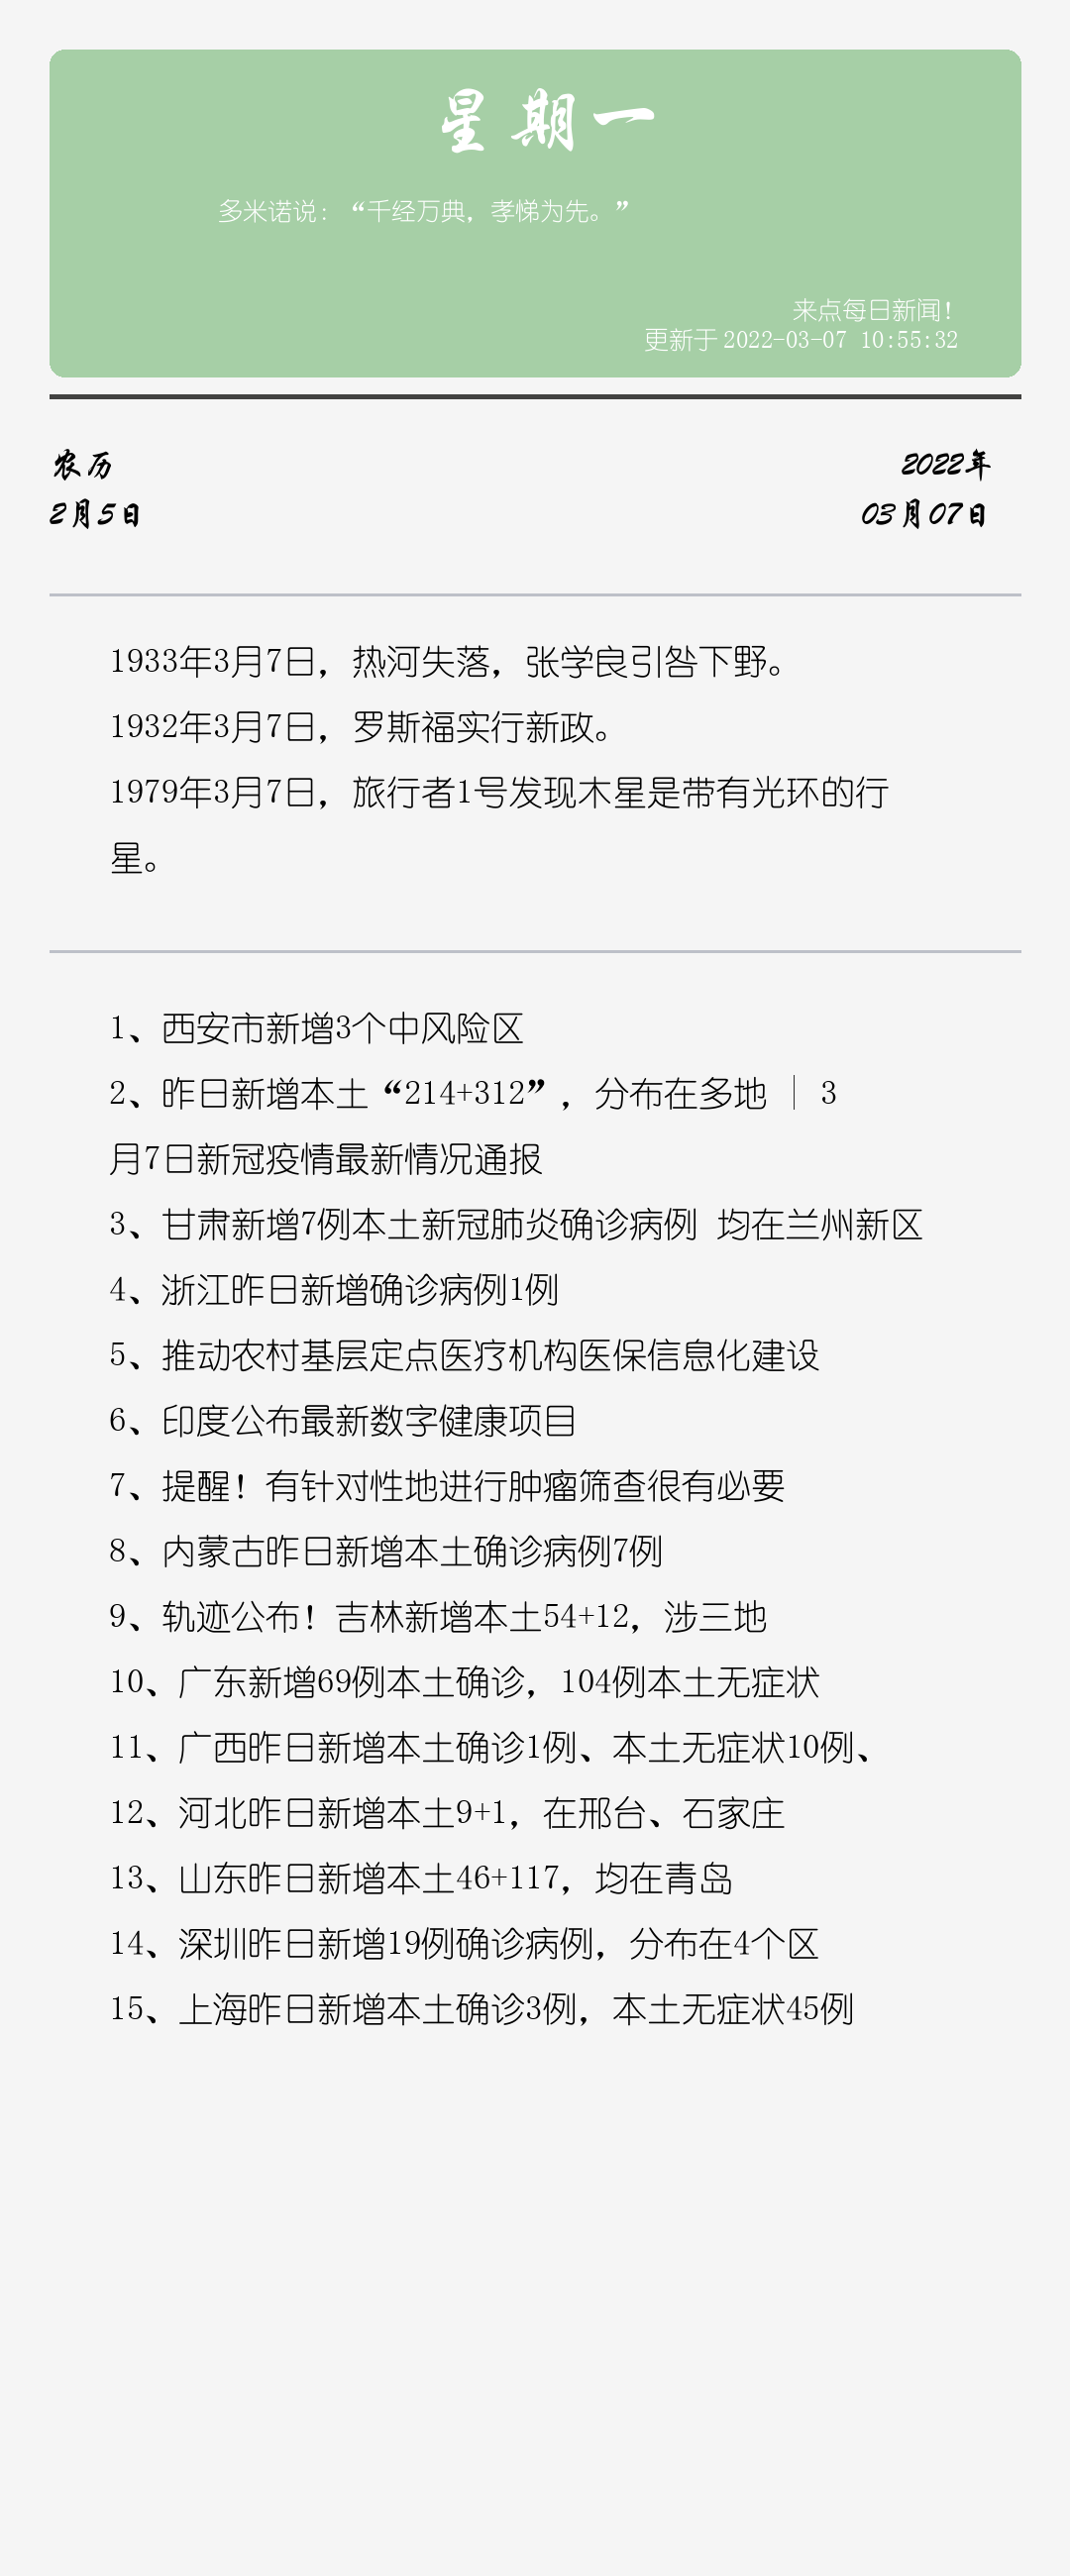 星期一
多米诺说：“千经万典，孝悌为先。”
来点每日新闻！
更新于 2022-03-07 10:55:32
农历
2022年
2月5日
03月07日
1933年3月7日，热河失落，张学良引咎下野。
1932年3月7日，罗斯福实行新政。
1979年3月7日，旅行者1号发现木星是带有光环的行
星。
1、西安市新增3个中风险区
2、昨日新增本土“214+312”，分布在多地 | 3
月7日新冠疫情最新情况通报
3、甘肃新增7例本土新冠肺炎确诊病例 均在兰州新区
4、浙江昨日新增确诊病例1例
5、推动农村基层定点医疗机构医保信息化建设
6、印度公布最新数字健康项目
7、提醒！有针对性地进行肿瘤筛查很有必要
8、内蒙古昨日新增本土确诊病例7例
9、轨迹公布！吉林新增本土54+12，涉三地
10、广东新增69例本土确诊，104例本土无症状
11、广西昨日新增本土确诊1例、本土无症状10例、
12、河北昨日新增本土9+1，在邢台、石家庄
13、山东昨日新增本土46+117，均在青岛
14、深圳昨日新增19例确诊病例，分布在4个区
15、上海昨日新增本土确诊3例，本土无症状45例